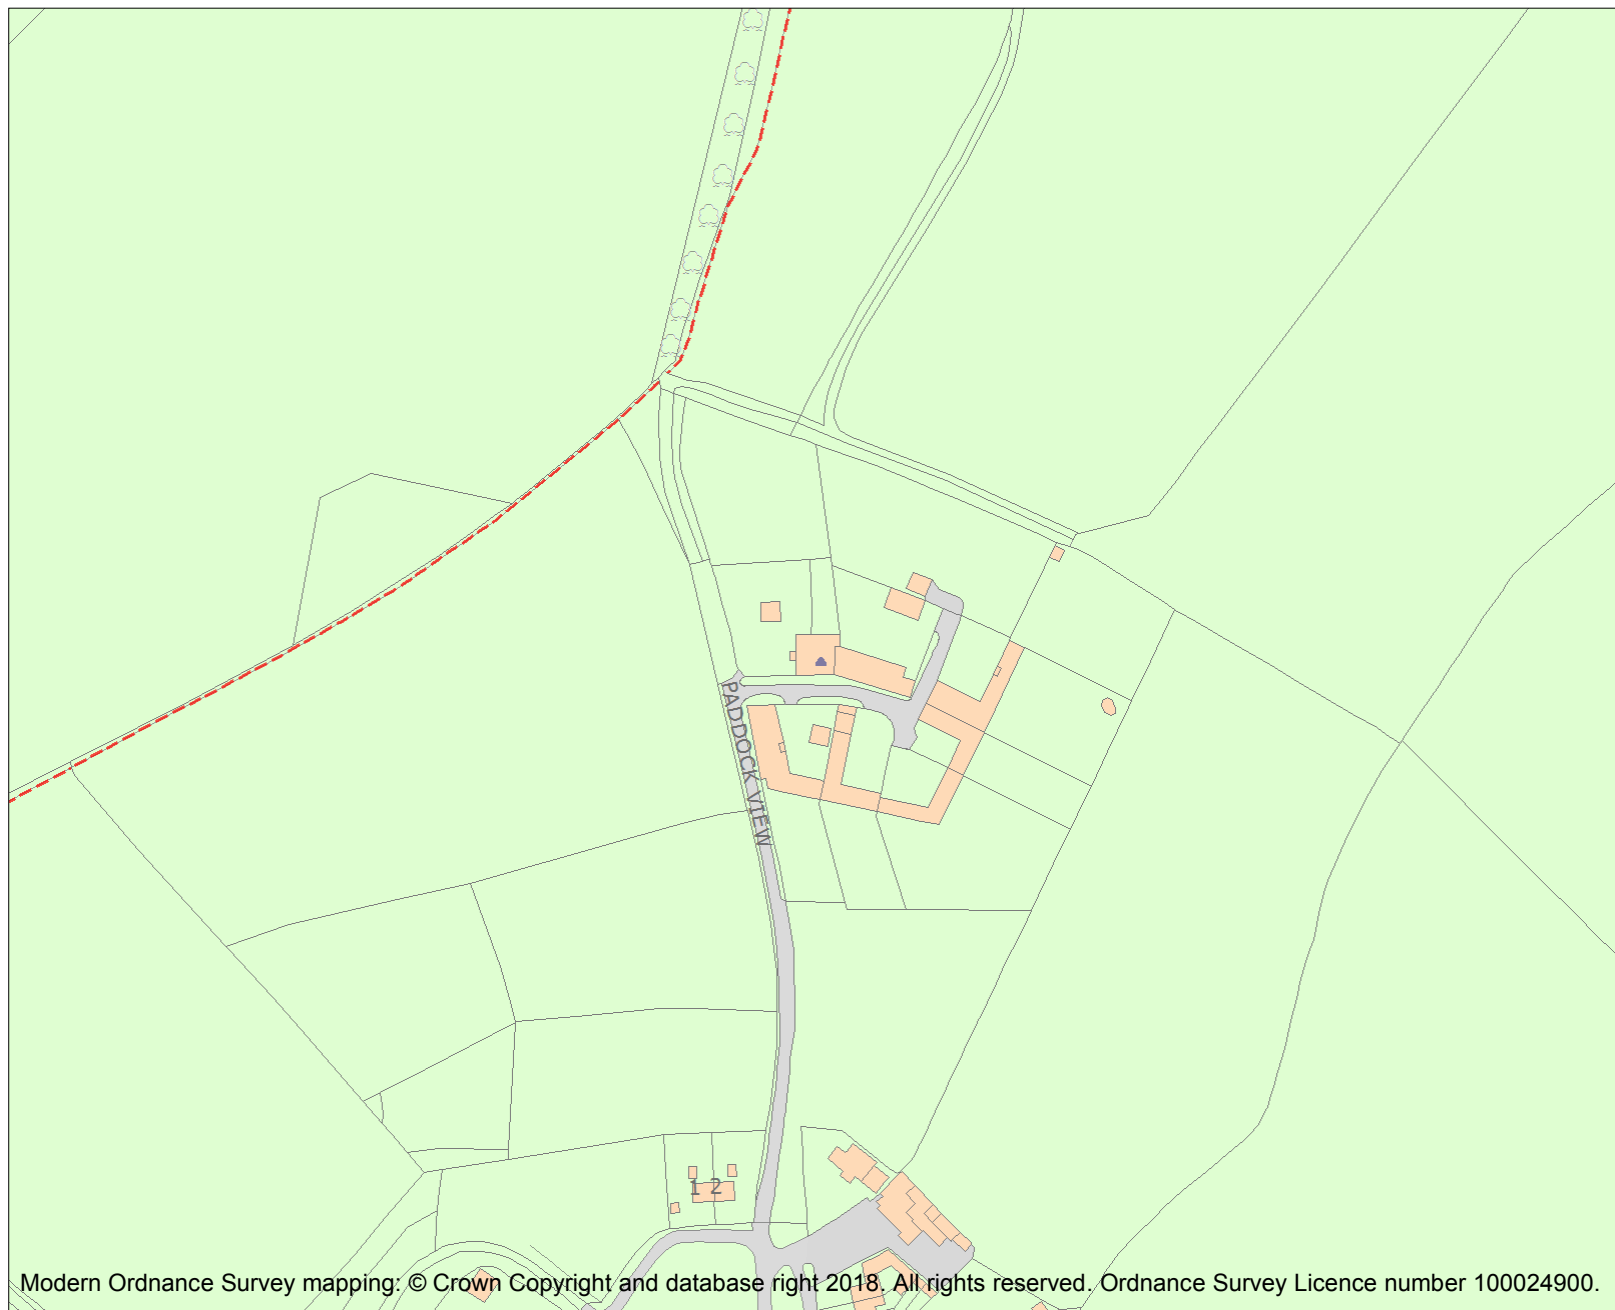 PADDOCK VIEW
1 2
Modern Ordnance Survey mapping: © Crown Copyright and database right 2018. All rights reserved. Ordnance Survey Licence number 100024900.